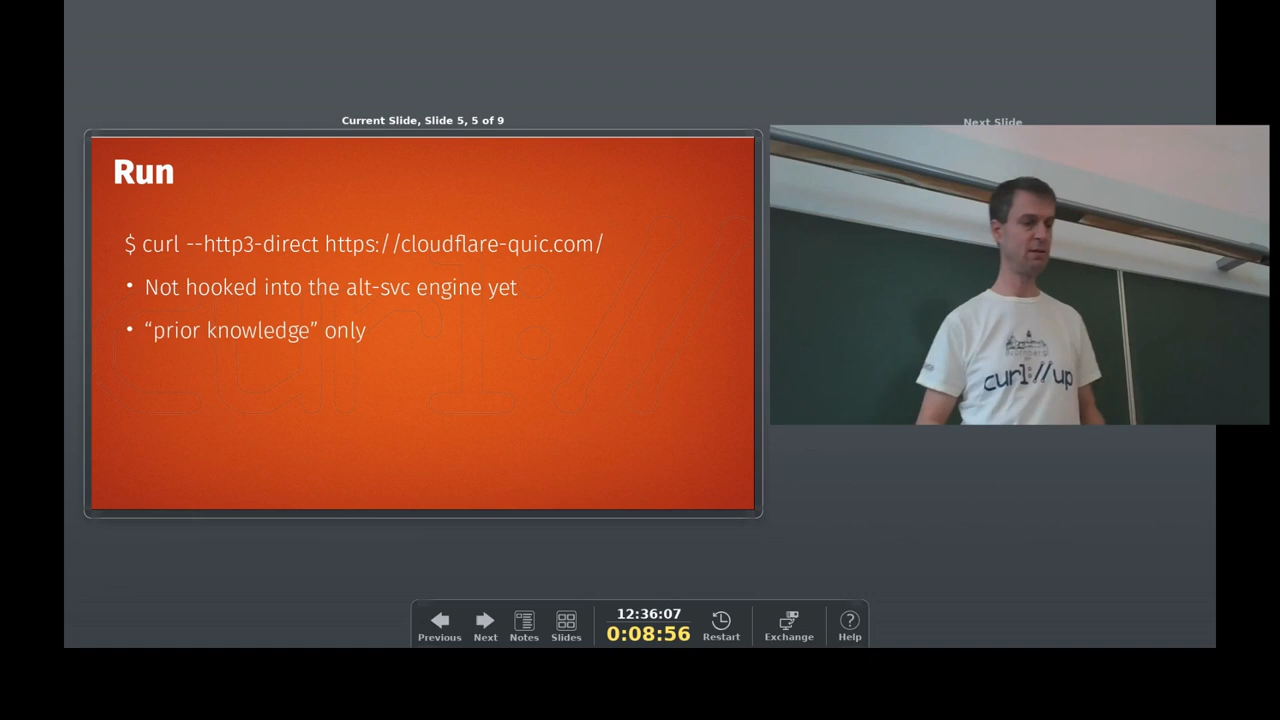 Current Slide, Slide 5, 5 of 9
Next Slide
Run
$ curl --http3-direct https://cloudflare-quic.com/
• Not hooked into the alt-svc engine yet
• “prior knowledge” only
curl://up
Previous
Next
Notes
Slides
12:36:07
0:08:56
Restart
Exchange
Help